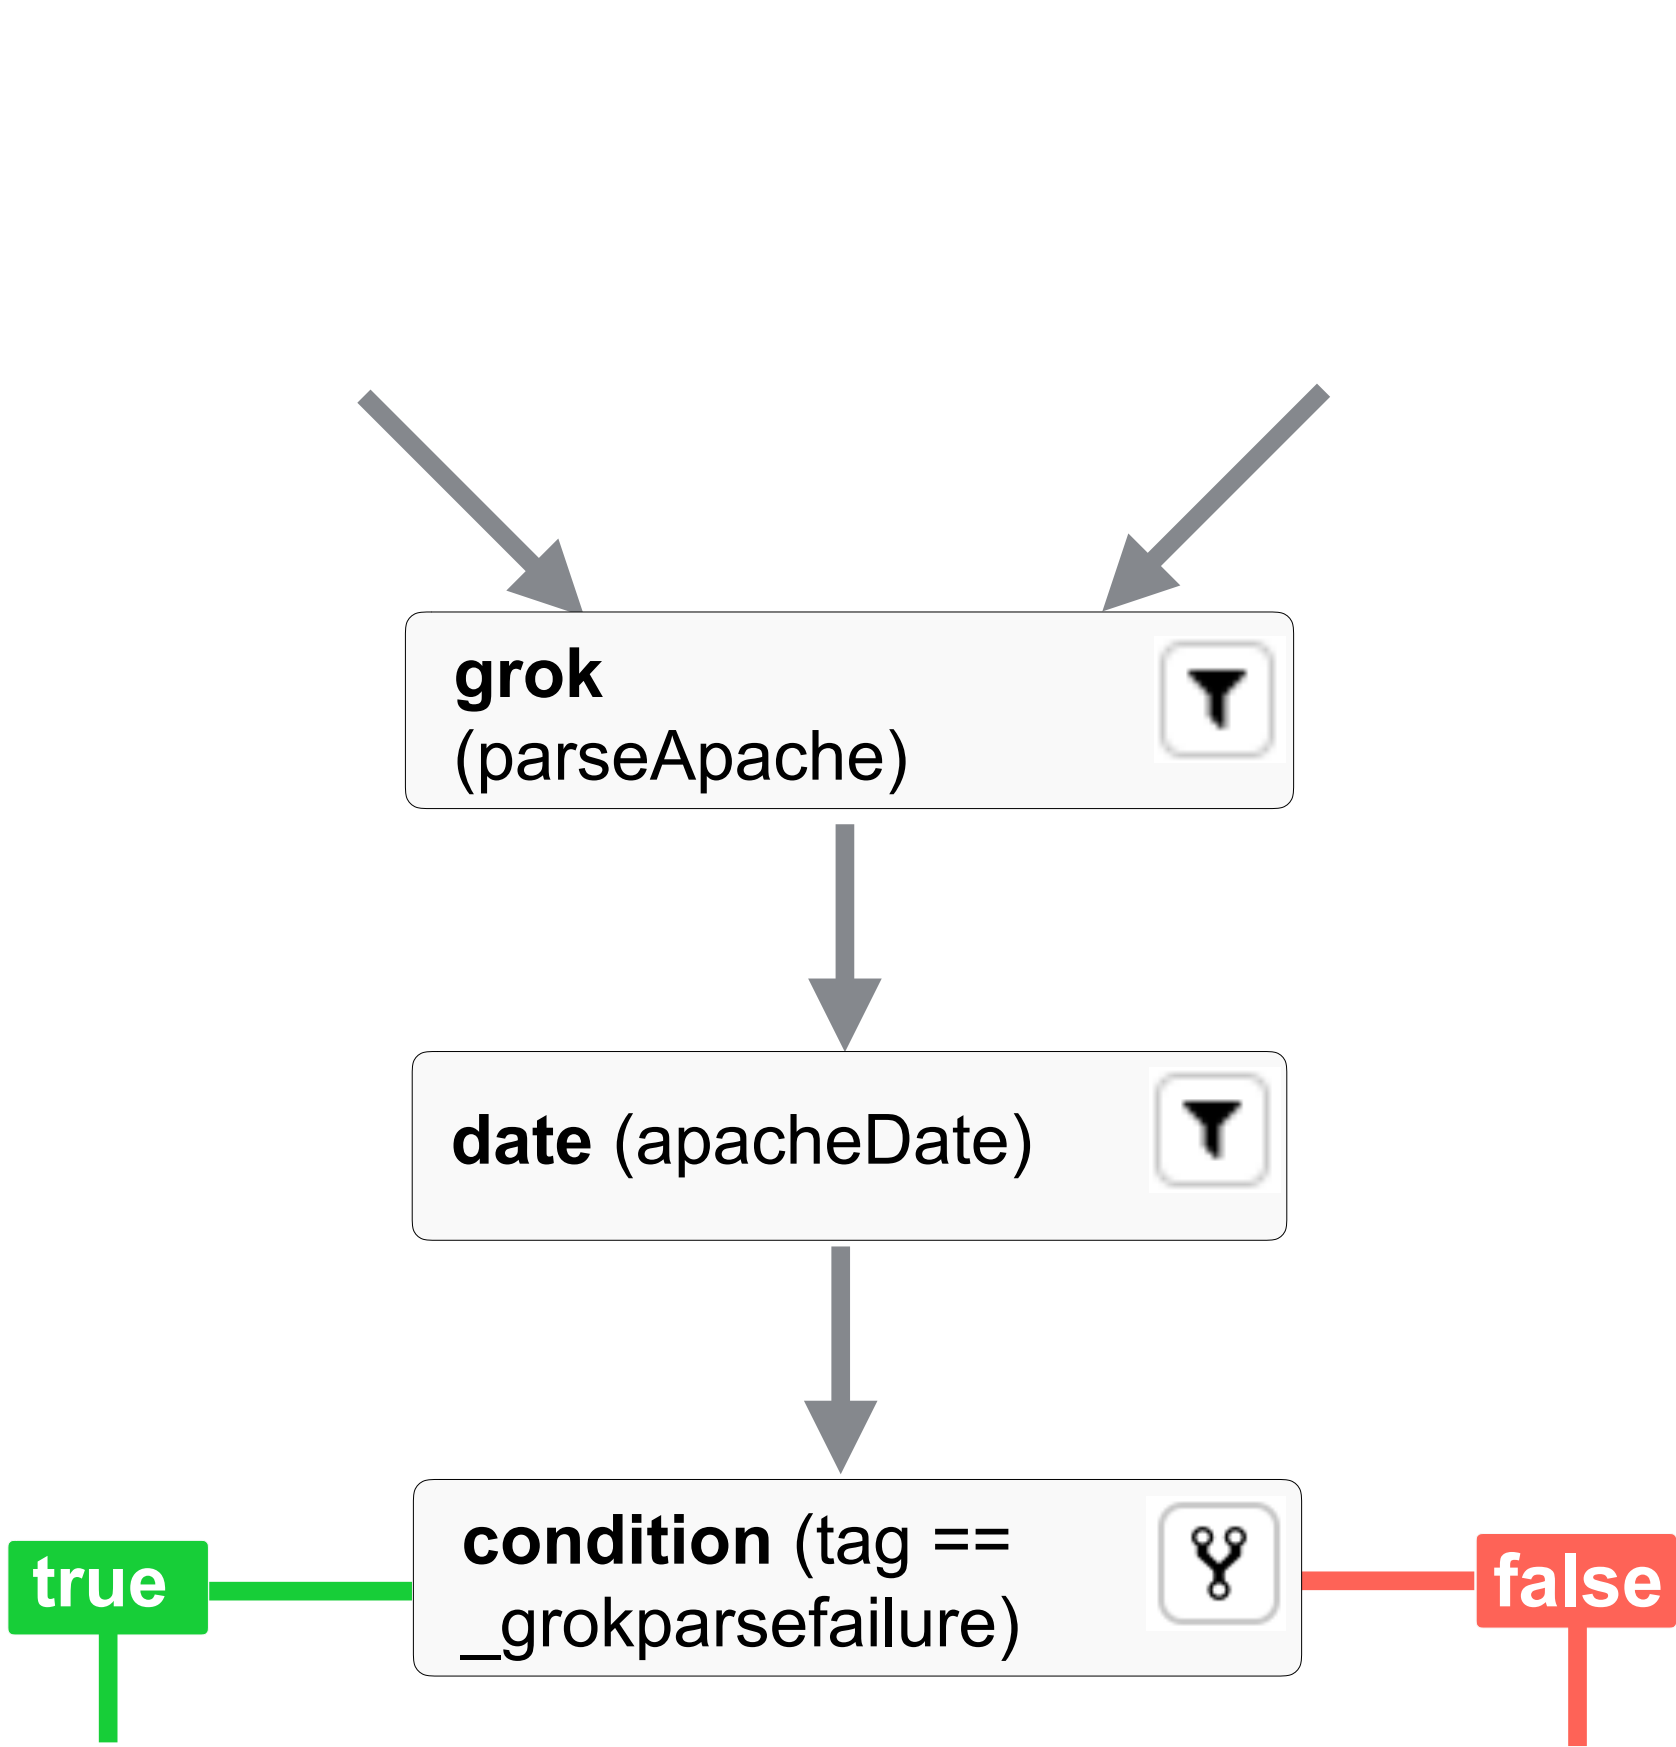 grok
(parseApache)
date (apacheDate)
condition (tag ==
_grokparsefailure)
true
false